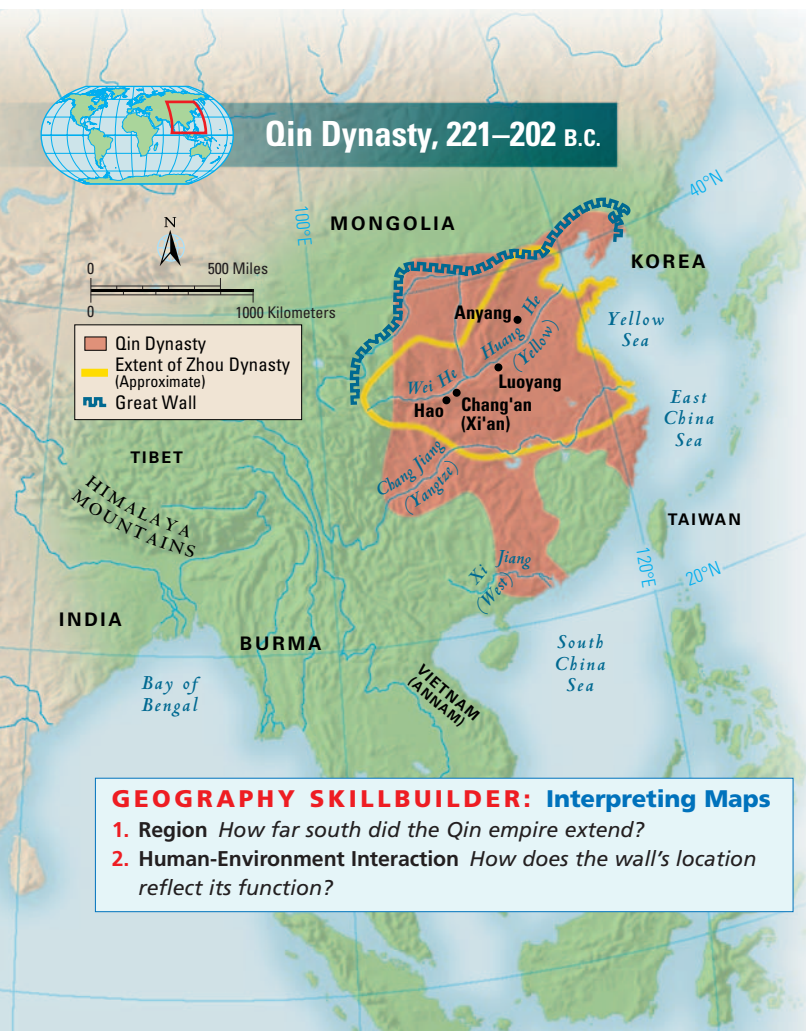 Qin Dynasty, 221–202 B.C.
40°N
100°E
N
MONGOLIA
0
500 Miles
KOREA
0
1000 Kilometers
Anyang
Huang He
(Yellow)
Yellow
Sea
Qin Dynasty
Extent of Zhou Dynasty
(Approximate)
Great Wall
Wei He
Luoyang
Hao
Chang'an
(Xi'an)
East
China
Sea
TIBET
Chang Jiang
(Yangtze)
HIMALAYA
MOUNTAINS
TAIWAN
Xi Jiang
(West)
120°E
20°N
INDIA
BURMA
South
China
Sea
VIETNAM
(ANNAM)
Bay of
Bengal
GEOGRAPHY SKILLBUILDER: Interpreting Maps
1. Region How far south did the Qin empire extend?
2. Human-Environment Interaction How does the wall's location
reflect its function?